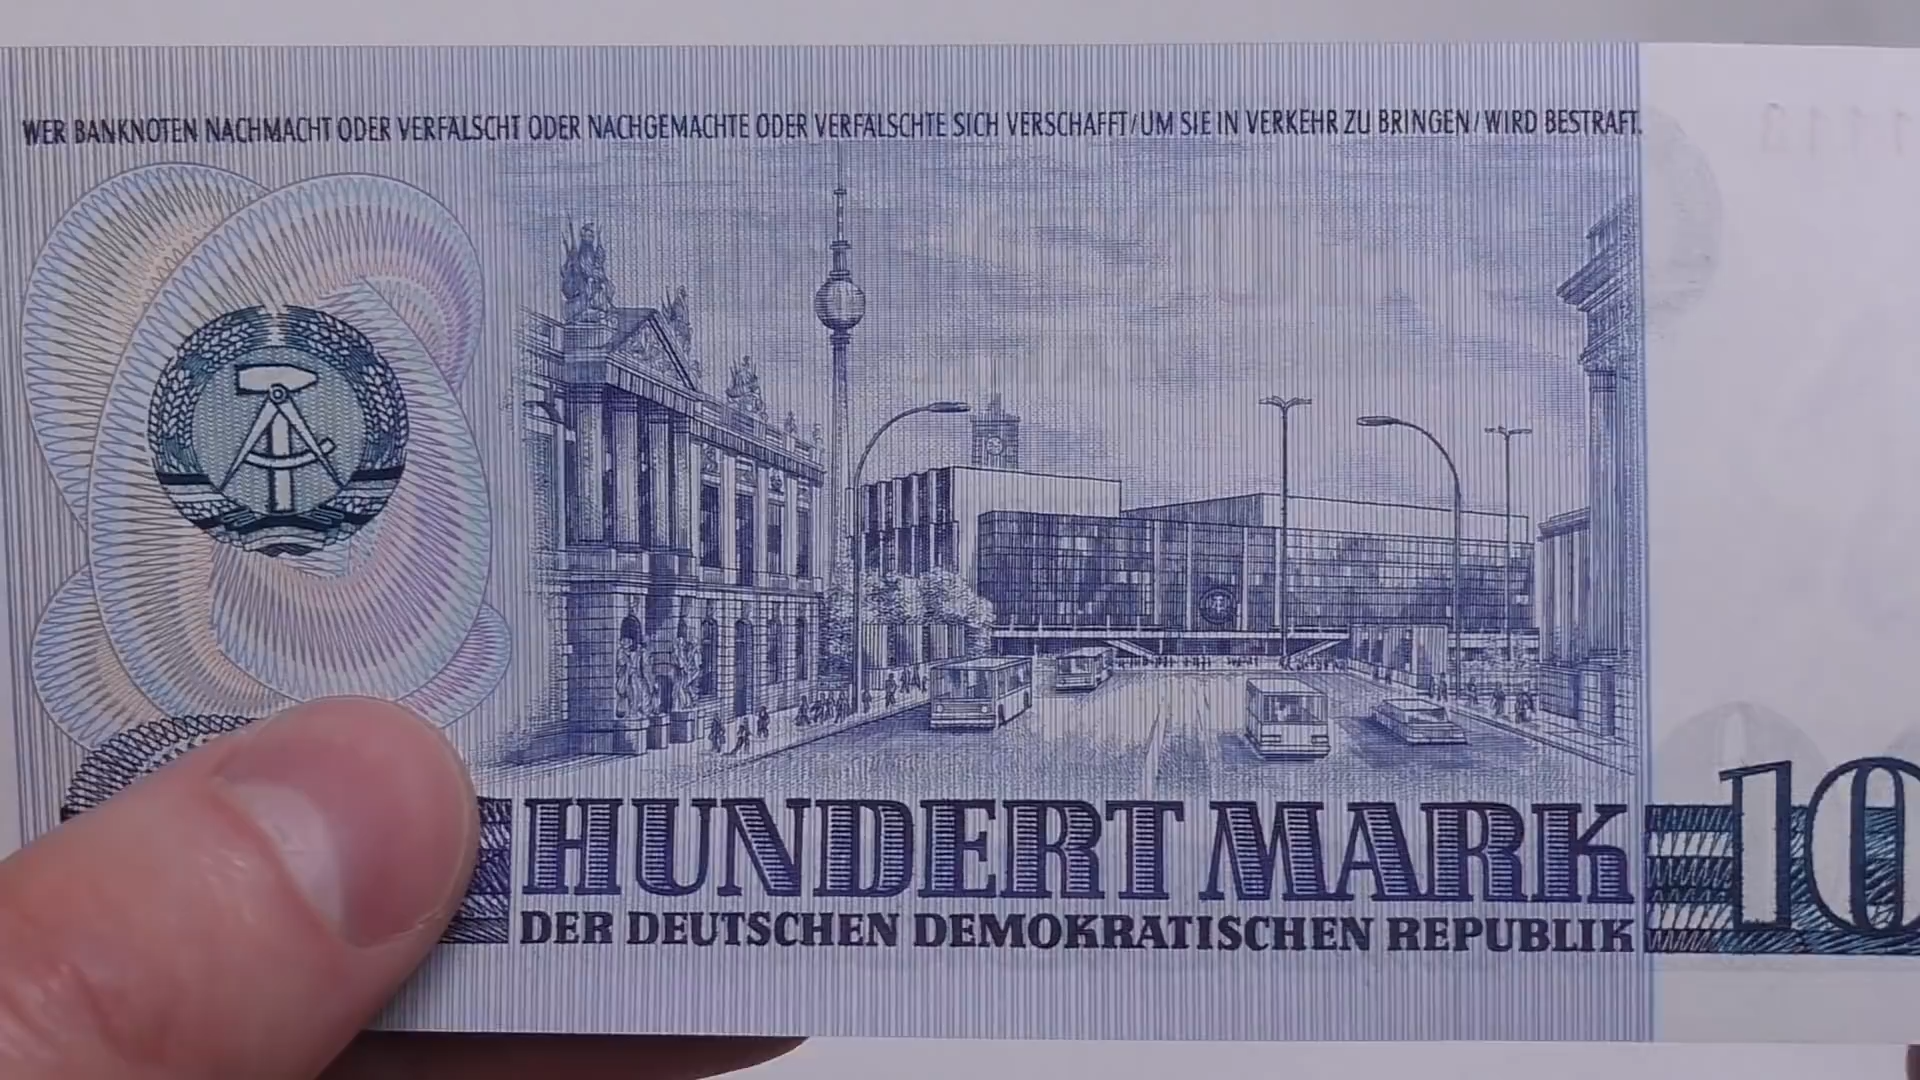 WER BANKNOTEN NACHMACHT ODER VERFÄLSCHT ODER NACHGEMACHTE ODER VERFÄLSCHTE SICH VERSCHAFFT/UM SIE IN VERKEHR ZU BRINGEN/WIRD BESTRAFT.
HUNDERT MARK
10
DER DEUTSCHEN DEMOKRATISCHEN REPUBLIK